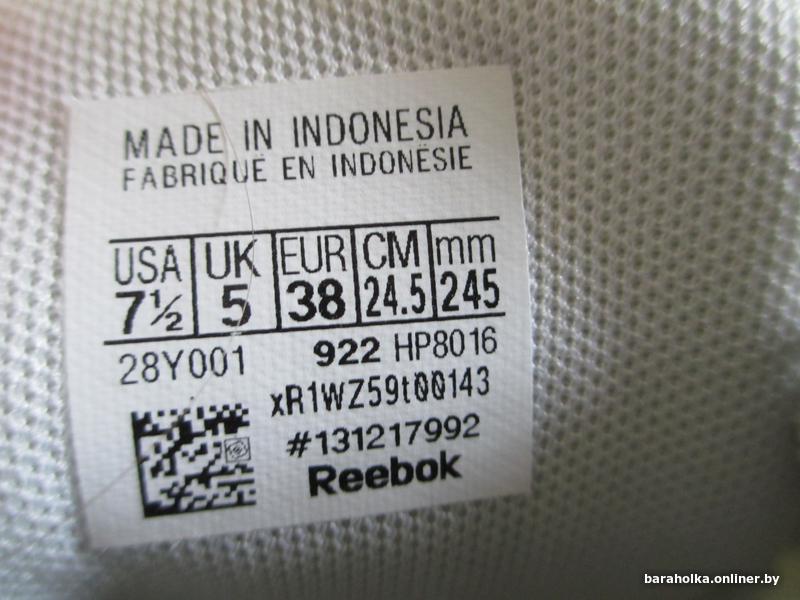 MADE IN INDONESIA
FABRIQUÉ EN INDONÉSIE
USA UK EUR CM mm
7½ 5 38 24.5 245
28Y001 922 HP8016
xR1WZ59t00143
#131217992
Reebok
baraholka.onliner.by